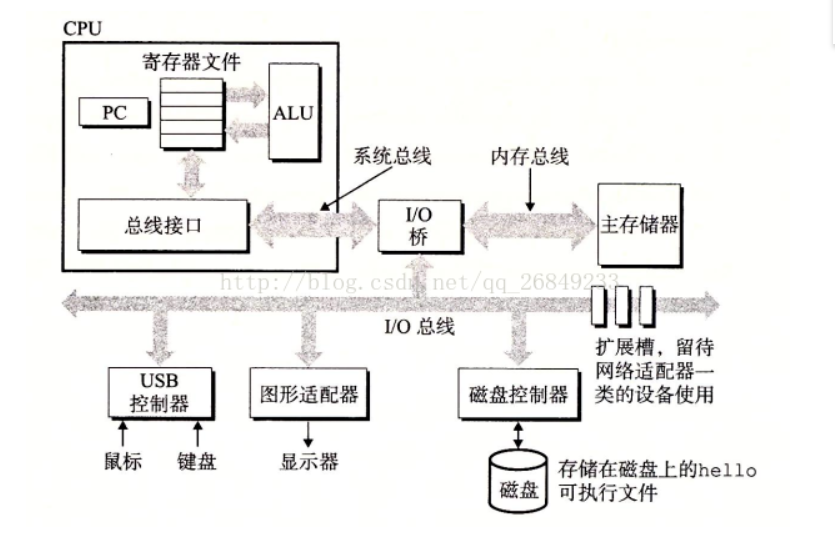 CPU
寄存器文件
PC
ALU
系统总线
内存总线
总线接口
I/O
桥
主存储器
http://blog.csdn.net/qq_26849233
I/O 总线
扩展槽，留待
网络适配器一
类的设备使用
USB
控制器
图形适配器
磁盘控制器
鼠标
键盘
显示器
磁盘
存储在磁盘上的hello
可执行文件